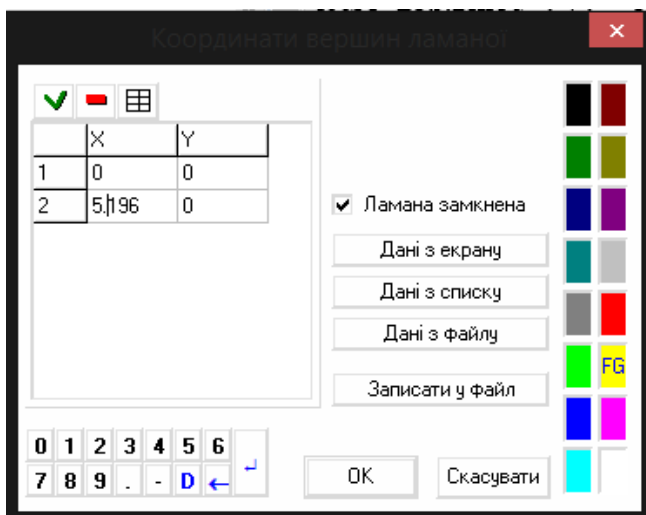 Координати вершин ламаної
X Y
1 0 0
2 5.196 0
Ламана замкнена
Дані з екрану
Дані з списку
Дані з файлу
Записати у файл
FG
0 1 2 3 4 5 6
7 8 9 . - D ←
ОК Скасувати